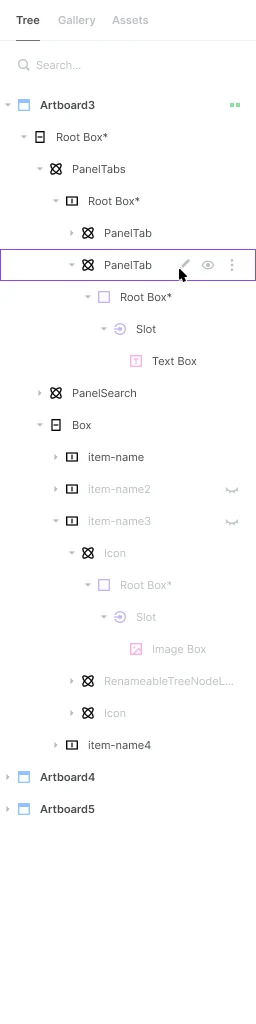 Tree Gallery Assets
Search...
Artboard3
Root Box*
PanelTabs
Root Box*
PanelTab
PanelTab
Root Box*
Slot
Text Box
PanelSearch
Box
item-name
item-name2
item-name3
Icon
Root Box*
Slot
Image Box
RenameableTreeNodeL...
Icon
item-name4
Artboard4
Artboard5